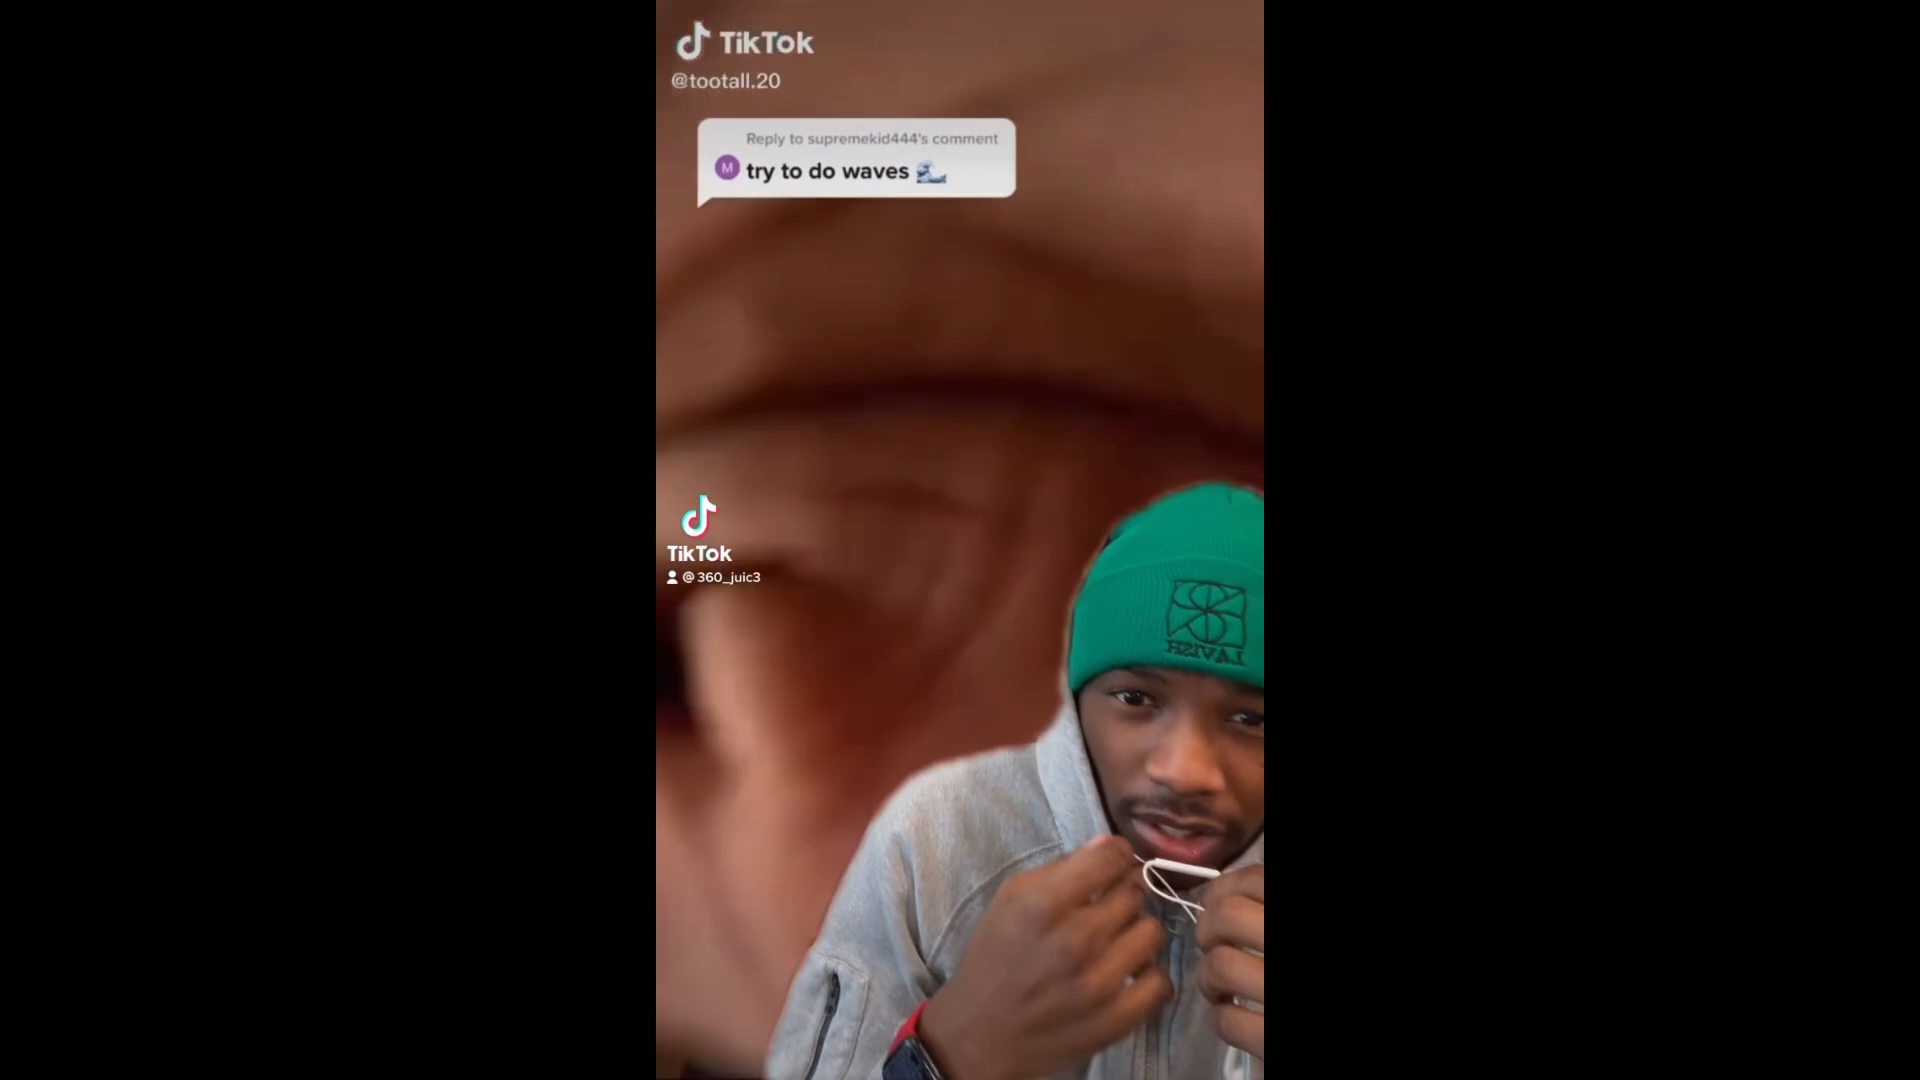 TikTok
@tootall.20
Reply to supremekid444's comment
M
try to do waves 🌊
TikTok
@ 360_juic3
LAVISH